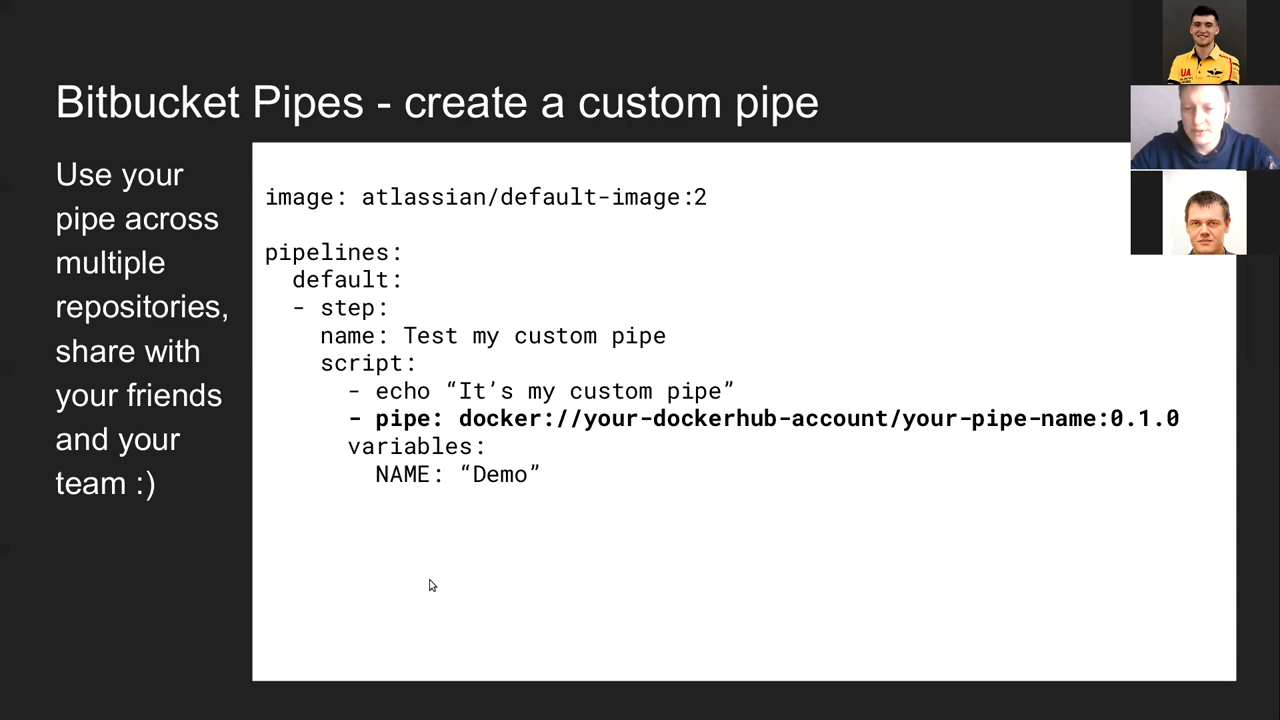 Bitbucket Pipes - create a custom pipe
Use your
pipe across
multiple
repositories,
share with
your friends
and your
team :)
image: atlassian/default-image:2
pipelines:
default:
- step:
name: Test my custom pipe
script:
- echo “It’s my custom pipe”
- pipe: docker://your-dockerhub-account/your-pipe-name:0.1.0
variables:
NAME: “Demo”
UA